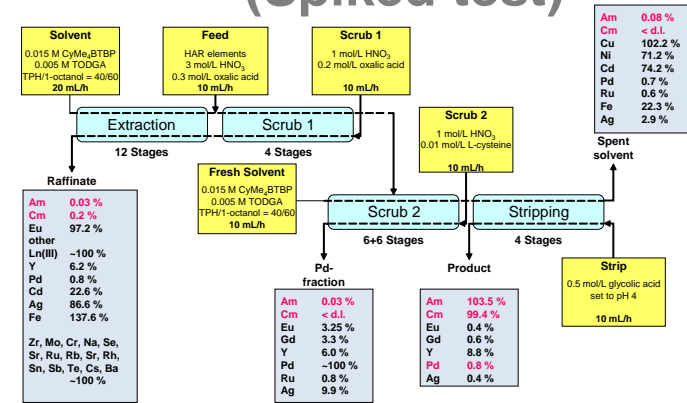 (Spiked test)
Solvent
0.015 M CyMe4BTBP
0.005 M TODGA
TPH/1-octanol = 40/60
20 mL/h
Feed
HAR elements
3 mol/L HNO3
0.3 mol/L oxalic acid
10 mL/h
Scrub 1
1 mol/L HNO3
0.2 mol/L oxalic acid
10 mL/h
Am 0.08 %
Cm < d.l.
Cu 102.2 %
Ni 71.2 %
Cd 74.2 %
Pd 0.7 %
Ru 0.6 %
Fe 22.3 %
Ag 2.9 %
Spent
solvent
Extraction
12 Stages
Scrub 1
4 Stages
Scrub 2
1 mol/L HNO3
0.01 mol/L L-cysteine
10 mL/h
Fresh Solvent
0.015 M CyMe4BTBP
0.005 M TODGA
TPH/1-octanol = 40/60
10 mL/h
Scrub 2
6+6 Stages
Stripping
4 Stages
Strip
0.5 mol/L glycolic acid
set to pH 4
10 mL/h
Raffinate
Am 0.03 %
Cm 0.2 %
Eu 97.2 %
other
Ln(III) ~100 %
Y 6.2 %
Pd 0.8 %
Cd 22.6 %
Ag 86.6 %
Fe 137.6 %
Zr, Mo, Cr, Na, Se,
Sr, Ru, Rb, Sr, Rh,
Sn, Sb, Te, Cs, Ba
~100 %
Pd-
fraction
Am 0.03 %
Cm < d.l.
Eu 3.25 %
Gd 3.3 %
Y 6.0 %
Pd ~100 %
Ru 0.8 %
Ag 9.9 %
Product
Am 103.5 %
Cm 99.4 %
Eu 0.4 %
Gd 0.6 %
Y 8.8 %
Pd 0.8 %
Ag 0.4 %